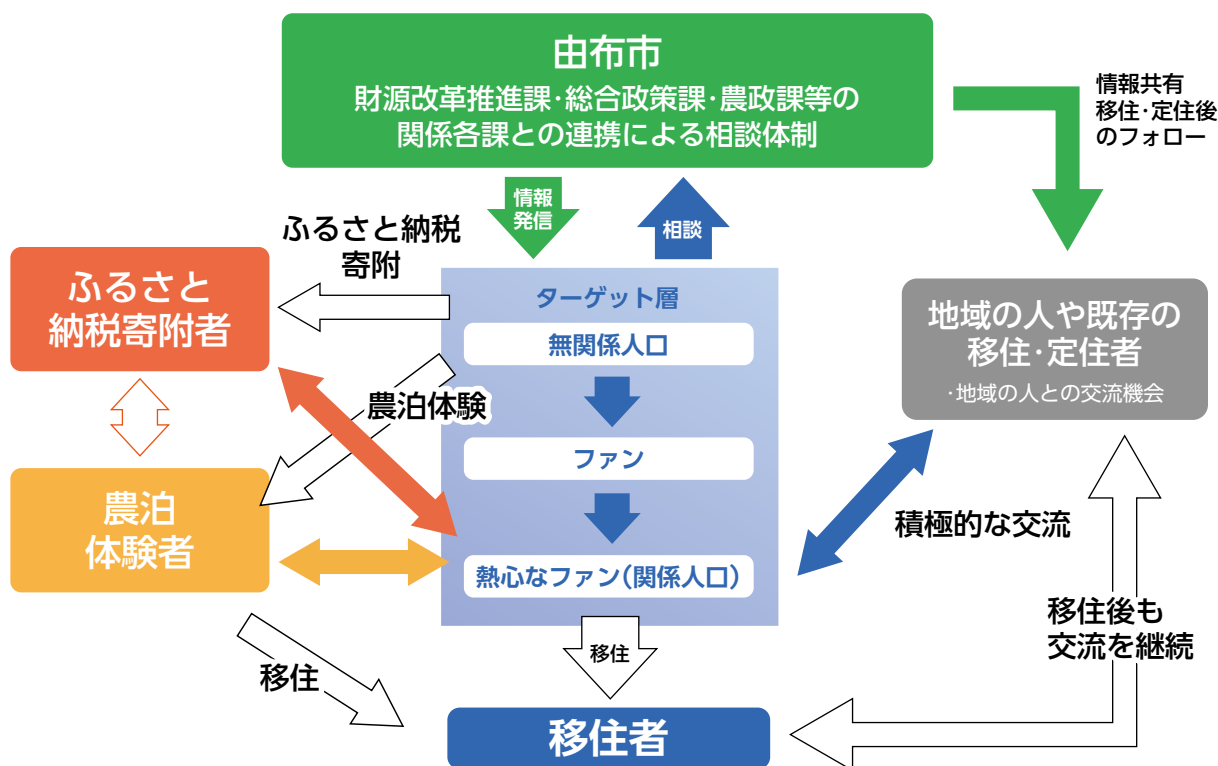 由布市
財源改革推進課･総合政策課･農政課等の
関係各課との連携による相談体制
情報共有
移住･定住後
のフォロー
情報
発信
相談
ふるさと納税
寄附
ふるさと
納税寄附者
ターゲット層
無関係人口
地域の人や既存の
移住･定住者
･地域の人との交流機会
農泊体験
ファン
農泊
体験者
積極的な交流
熱心なファン(関係人口)
移住後も
交流を継続
移住
移住
移住者